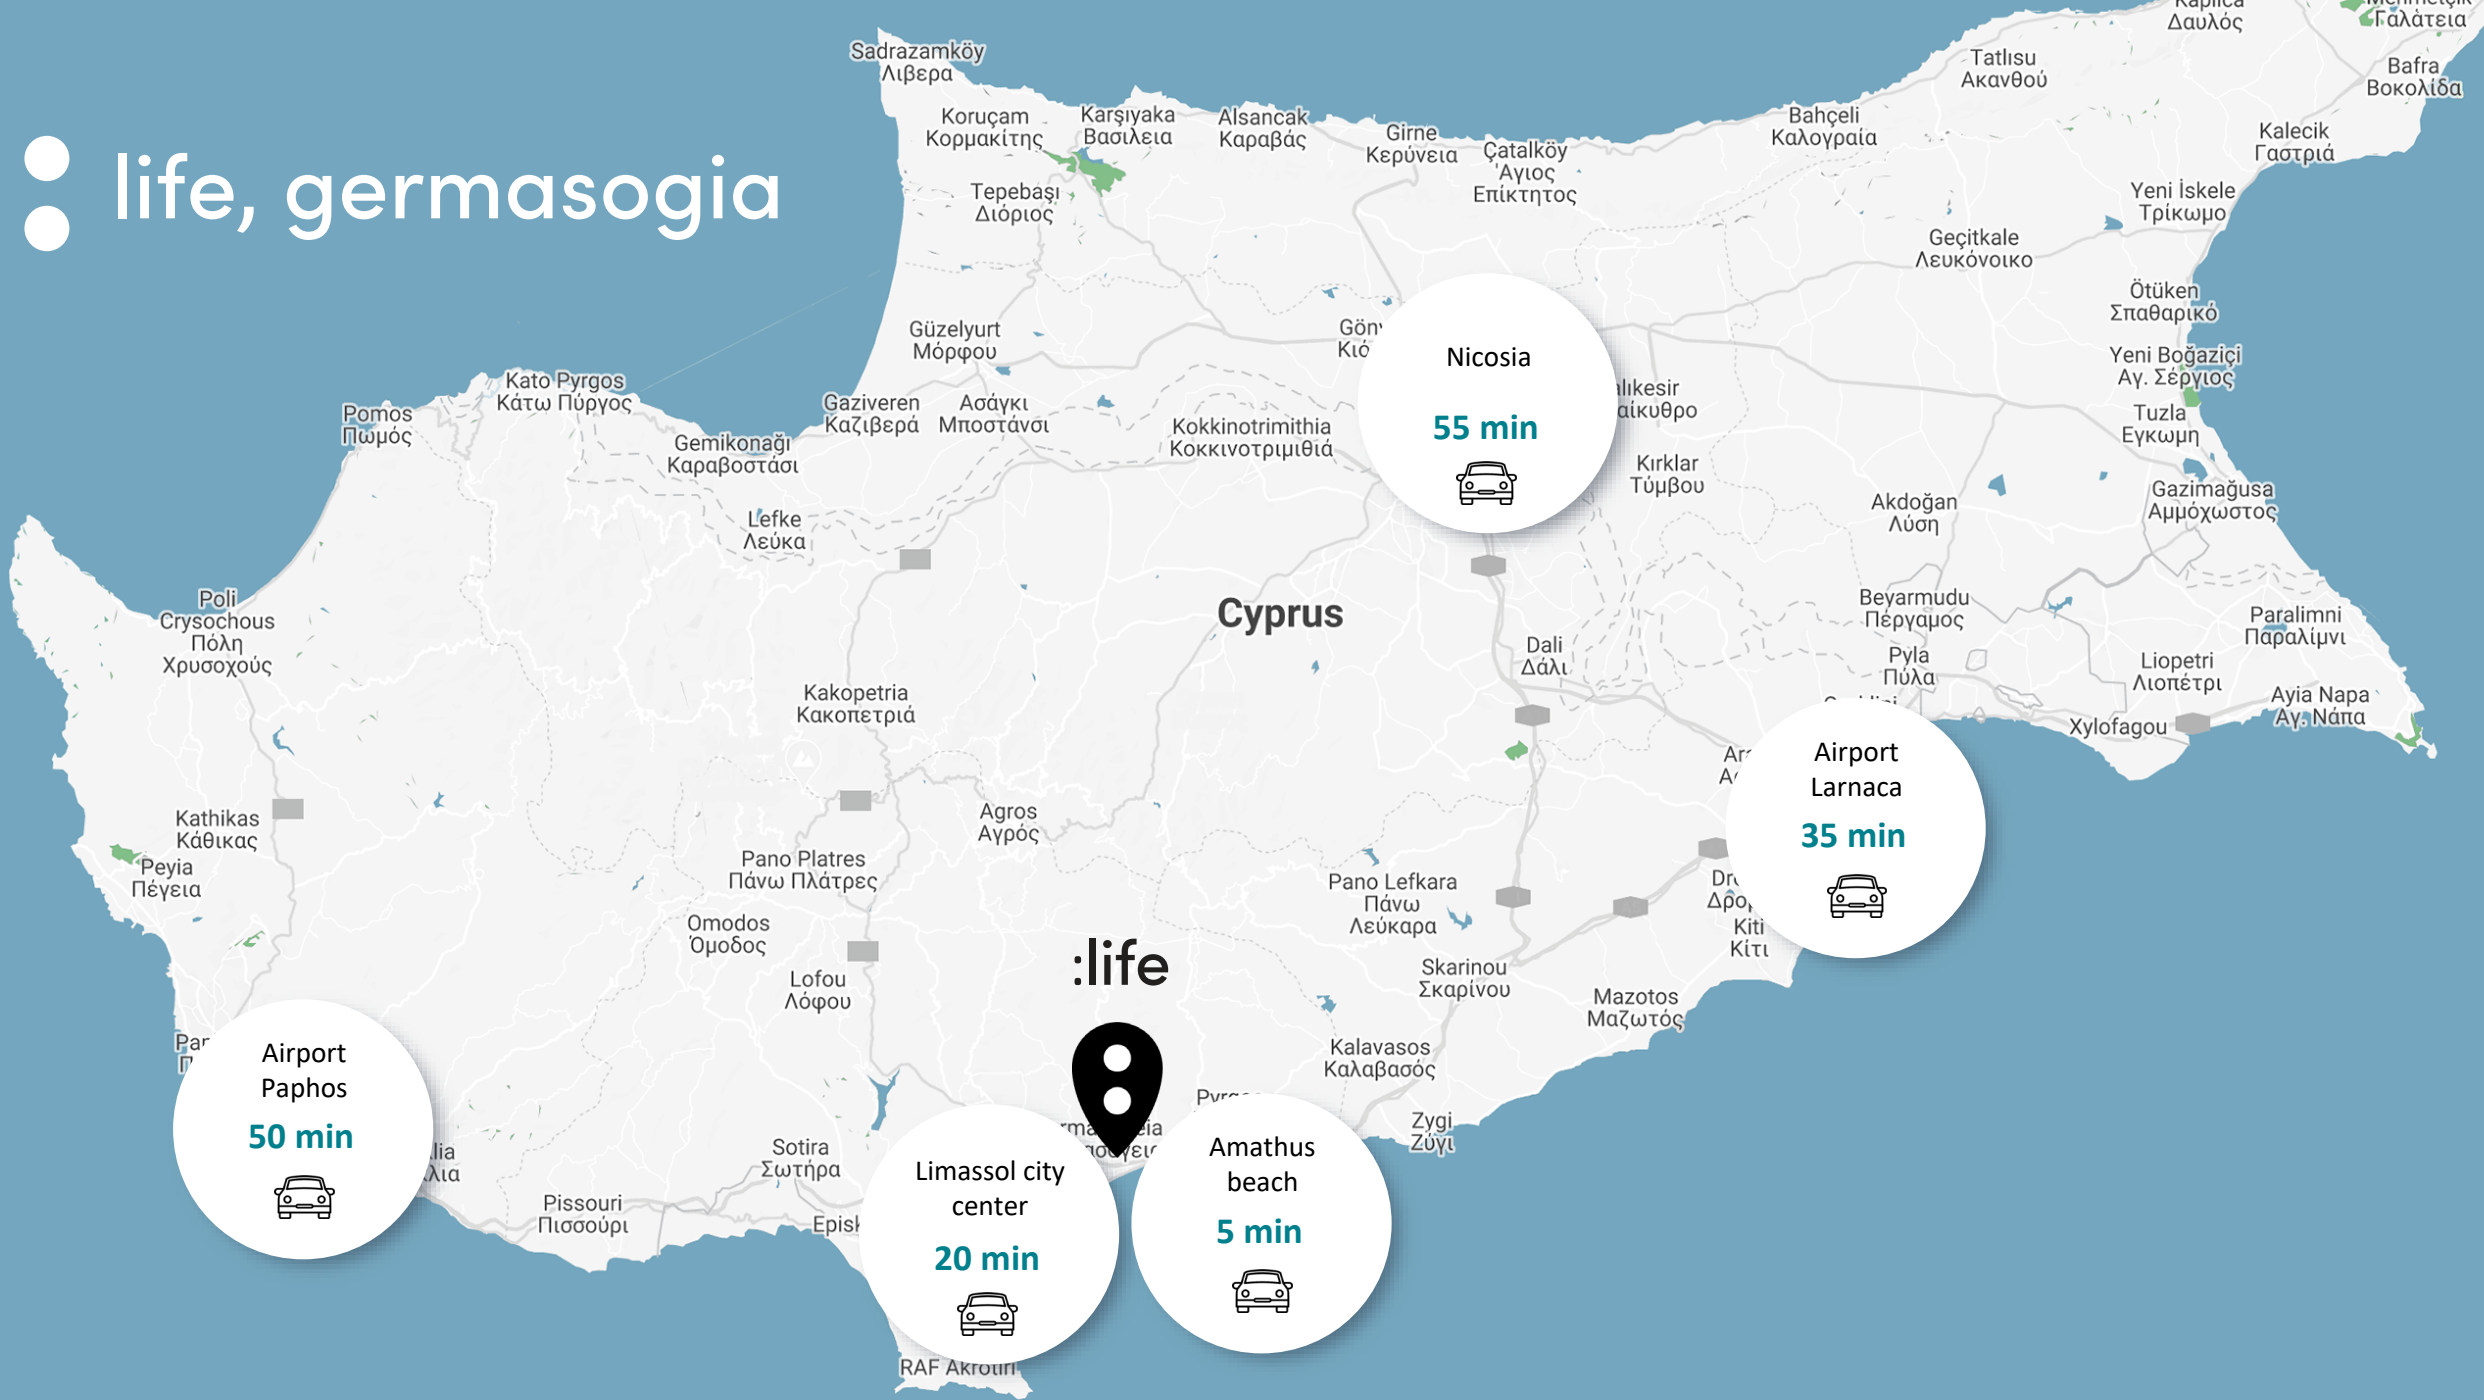 life, germasogia
Sadrazamköy
Λιβερα
Koruçam
Κορμακίτης
Karşıyaka
Βασιλεια
Alsancak
Καραβάς
Girne
Κερύνεια
Çatalköy
Άγιος
Επίκτητος
Bahçeli
Καλογραία
Tatlısu
Ακανθού
Δαυλός
Γαλάτεια
Bafra
Βοκολίδα
Kalecik
Γαστριά
Tepebaşı
Διόριος
Yeni İskele
Τρίκωμο
Geçitkale
Λευκόνοικο
Ötüken
Σπαθαρικό
Güzelyurt
Μόρφου
Nicosia
55 min
Yeni Boğaziçi
Αγ. Σέργιος
Kato Pyrgos
Κάτω Πύργος
Pomos
Πωμός
Gaziveren
Καζιβερά
Ασάγκι
Μποστάνσι
Kokkinotrimithia
Κοκκινοτριμιθιά
Tuzla
Εγκωμη
Gemikonağı
Καραβοστάσι
Kırklar
Τύμβου
Akdoğan
Λύση
Gazimağusa
Αμμόχωστος
Lefke
Λεύκα
Poli
Crysochous
Πόλη
Χρυσοχούς
Cyprus
Beyarmudu
Πέργαμος
Paralimni
Παραλίμνι
Dali
Δάλι
Pyla
Πύλα
Liopetri
Λιοπέτρι
Ayia Napa
Αγ. Νάπα
Xylofagou
Kakopetria
Κακοπετριά
Airport
Larnaca
35 min
Kathikas
Κάθικας
Agros
Αγρός
Peyia
Πέγεια
Pano Platres
Πάνω Πλάτρες
Pano Lefkara
Πάνω
Λεύκαρα
Omodos
Όμοδος
Kiti
Κίτι
:life
Lofou
Λόφου
Skarinou
Σκαρίνου
Mazotos
Μαζωτός
Airport
Paphos
50 min
Kalavasos
Καλαβασός
Zygi
Ζύγι
Sotira
Σωτήρα
Pissouri
Πισσούρι
Limassol city
center
20 min
Amathus
beach
5 min
RAF Akrotiri